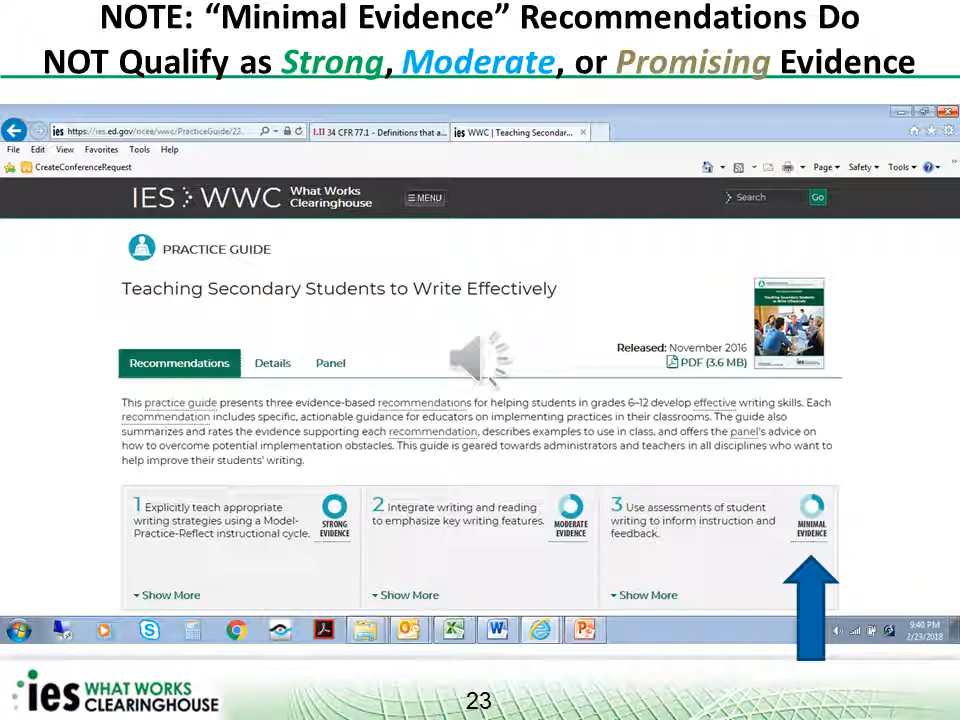 NOTE: “Minimal Evidence” Recommendations Do
NOT Qualify as Strong, Moderate, or Promising Evidence
ies https://ies.ed.gov/ncee/wwc/PracticeGuide/22
LII 34 CFR 77.1 - Definitions that a...
ies WWC | Teaching Secondar...
File Edit View Favorites Tools Help
CreateConferenceRequest
Page Safety Tools
IES WWC What Works
Clearinghouse
MENU
Search
Go
PRACTICE GUIDE
Teaching Secondary Students to Write Effectively
Teaching Secondary Students
to Write Effectively
Released: November 2016
PDF (3.6 MB)
Recommendations Details Panel
This practice guide presents three evidence-based recommendations for helping students in grades 6–12 develop effective writing skills. Each
recommendation includes specific, actionable guidance for educators on implementing practices in their classrooms. The guide also
summarizes and rates the evidence supporting each recommendation, describes examples to use in class, and offers the panel's advice on
how to overcome potential implementation obstacles. This guide is geared towards administrators and teachers in all disciplines who want to
help improve their students' writing.
1 Explicitly teach appropriate
writing strategies using a Model-
Practice-Reflect instructional cycle.
STRONG
EVIDENCE
Show More
2 Integrate writing and reading
to emphasize key writing features.
MODERATE
EVIDENCE
Show More
3 Use assessments of student
writing to inform instruction and
feedback.
MINIMAL
EVIDENCE
Show More
9:40 PM
2/23/2018
ies WHAT WORKS
CLEARINGHOUSE
23